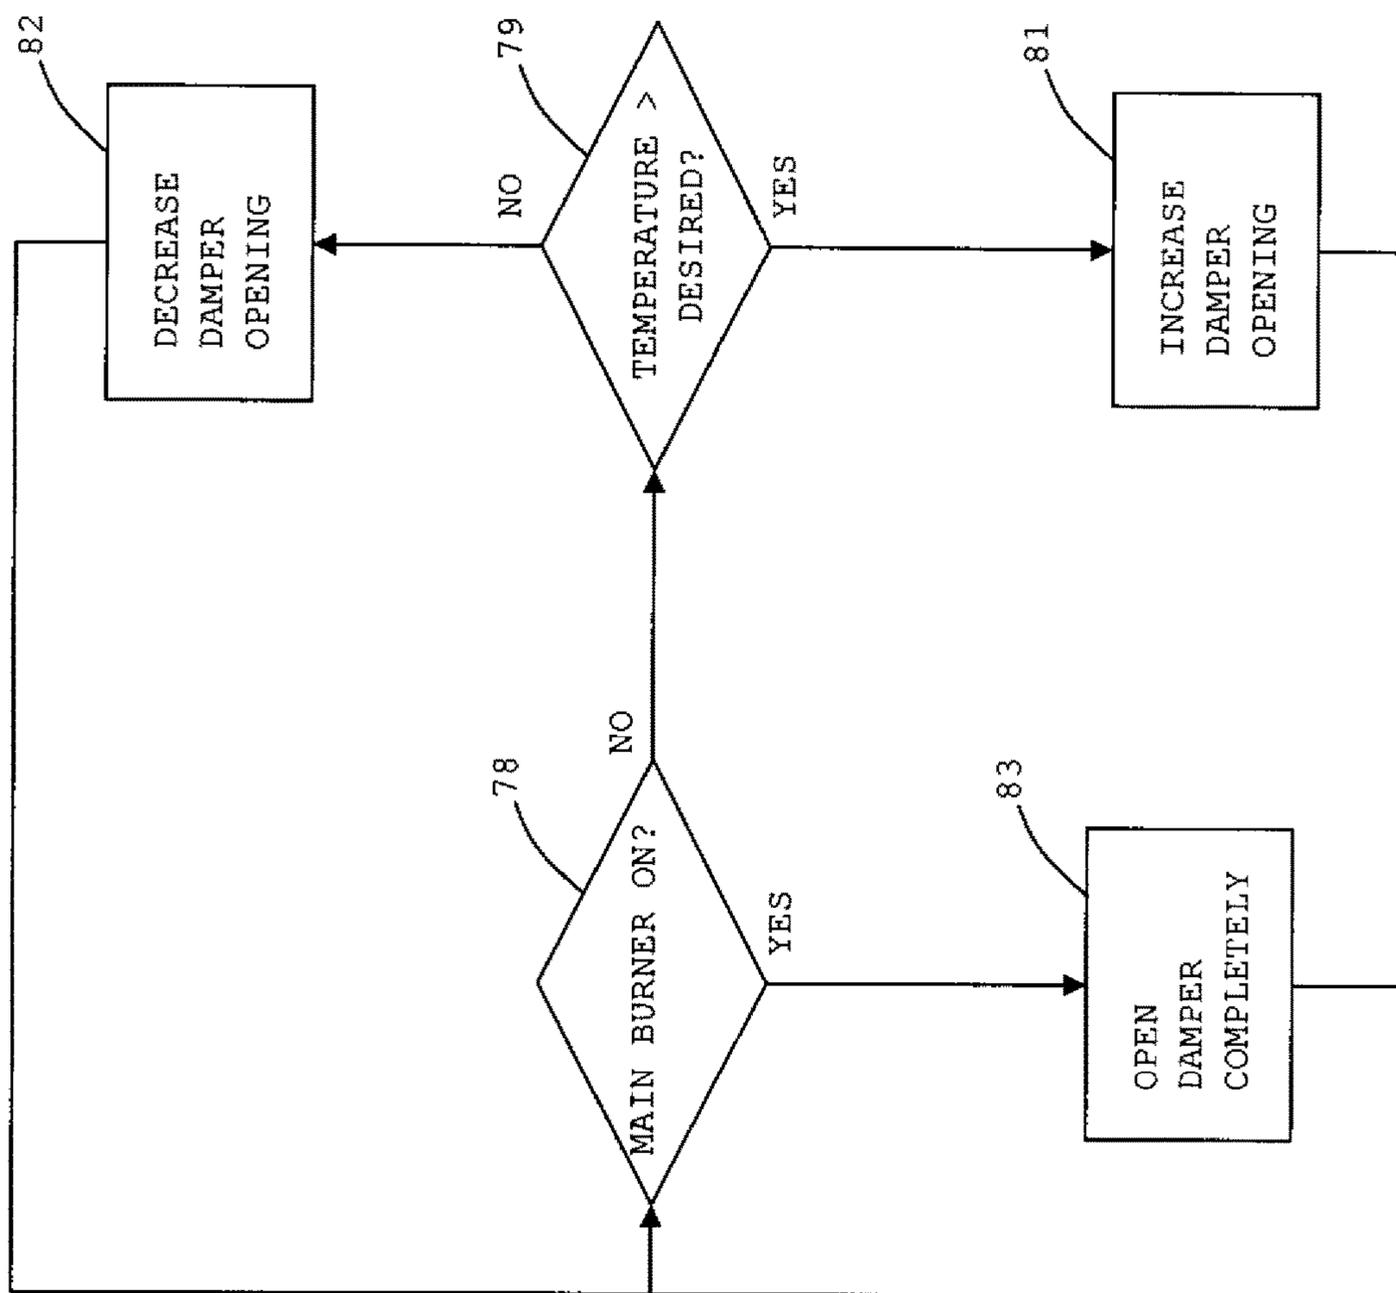 78
MAIN BURNER ON?
NO
YES
83
OPEN
DAMPER
COMPLETELY
79
TEMPERATURE >
DESIRED?
NO
YES
82
DECREASE
DAMPER
OPENING
81
INCREASE
DAMPER
OPENING